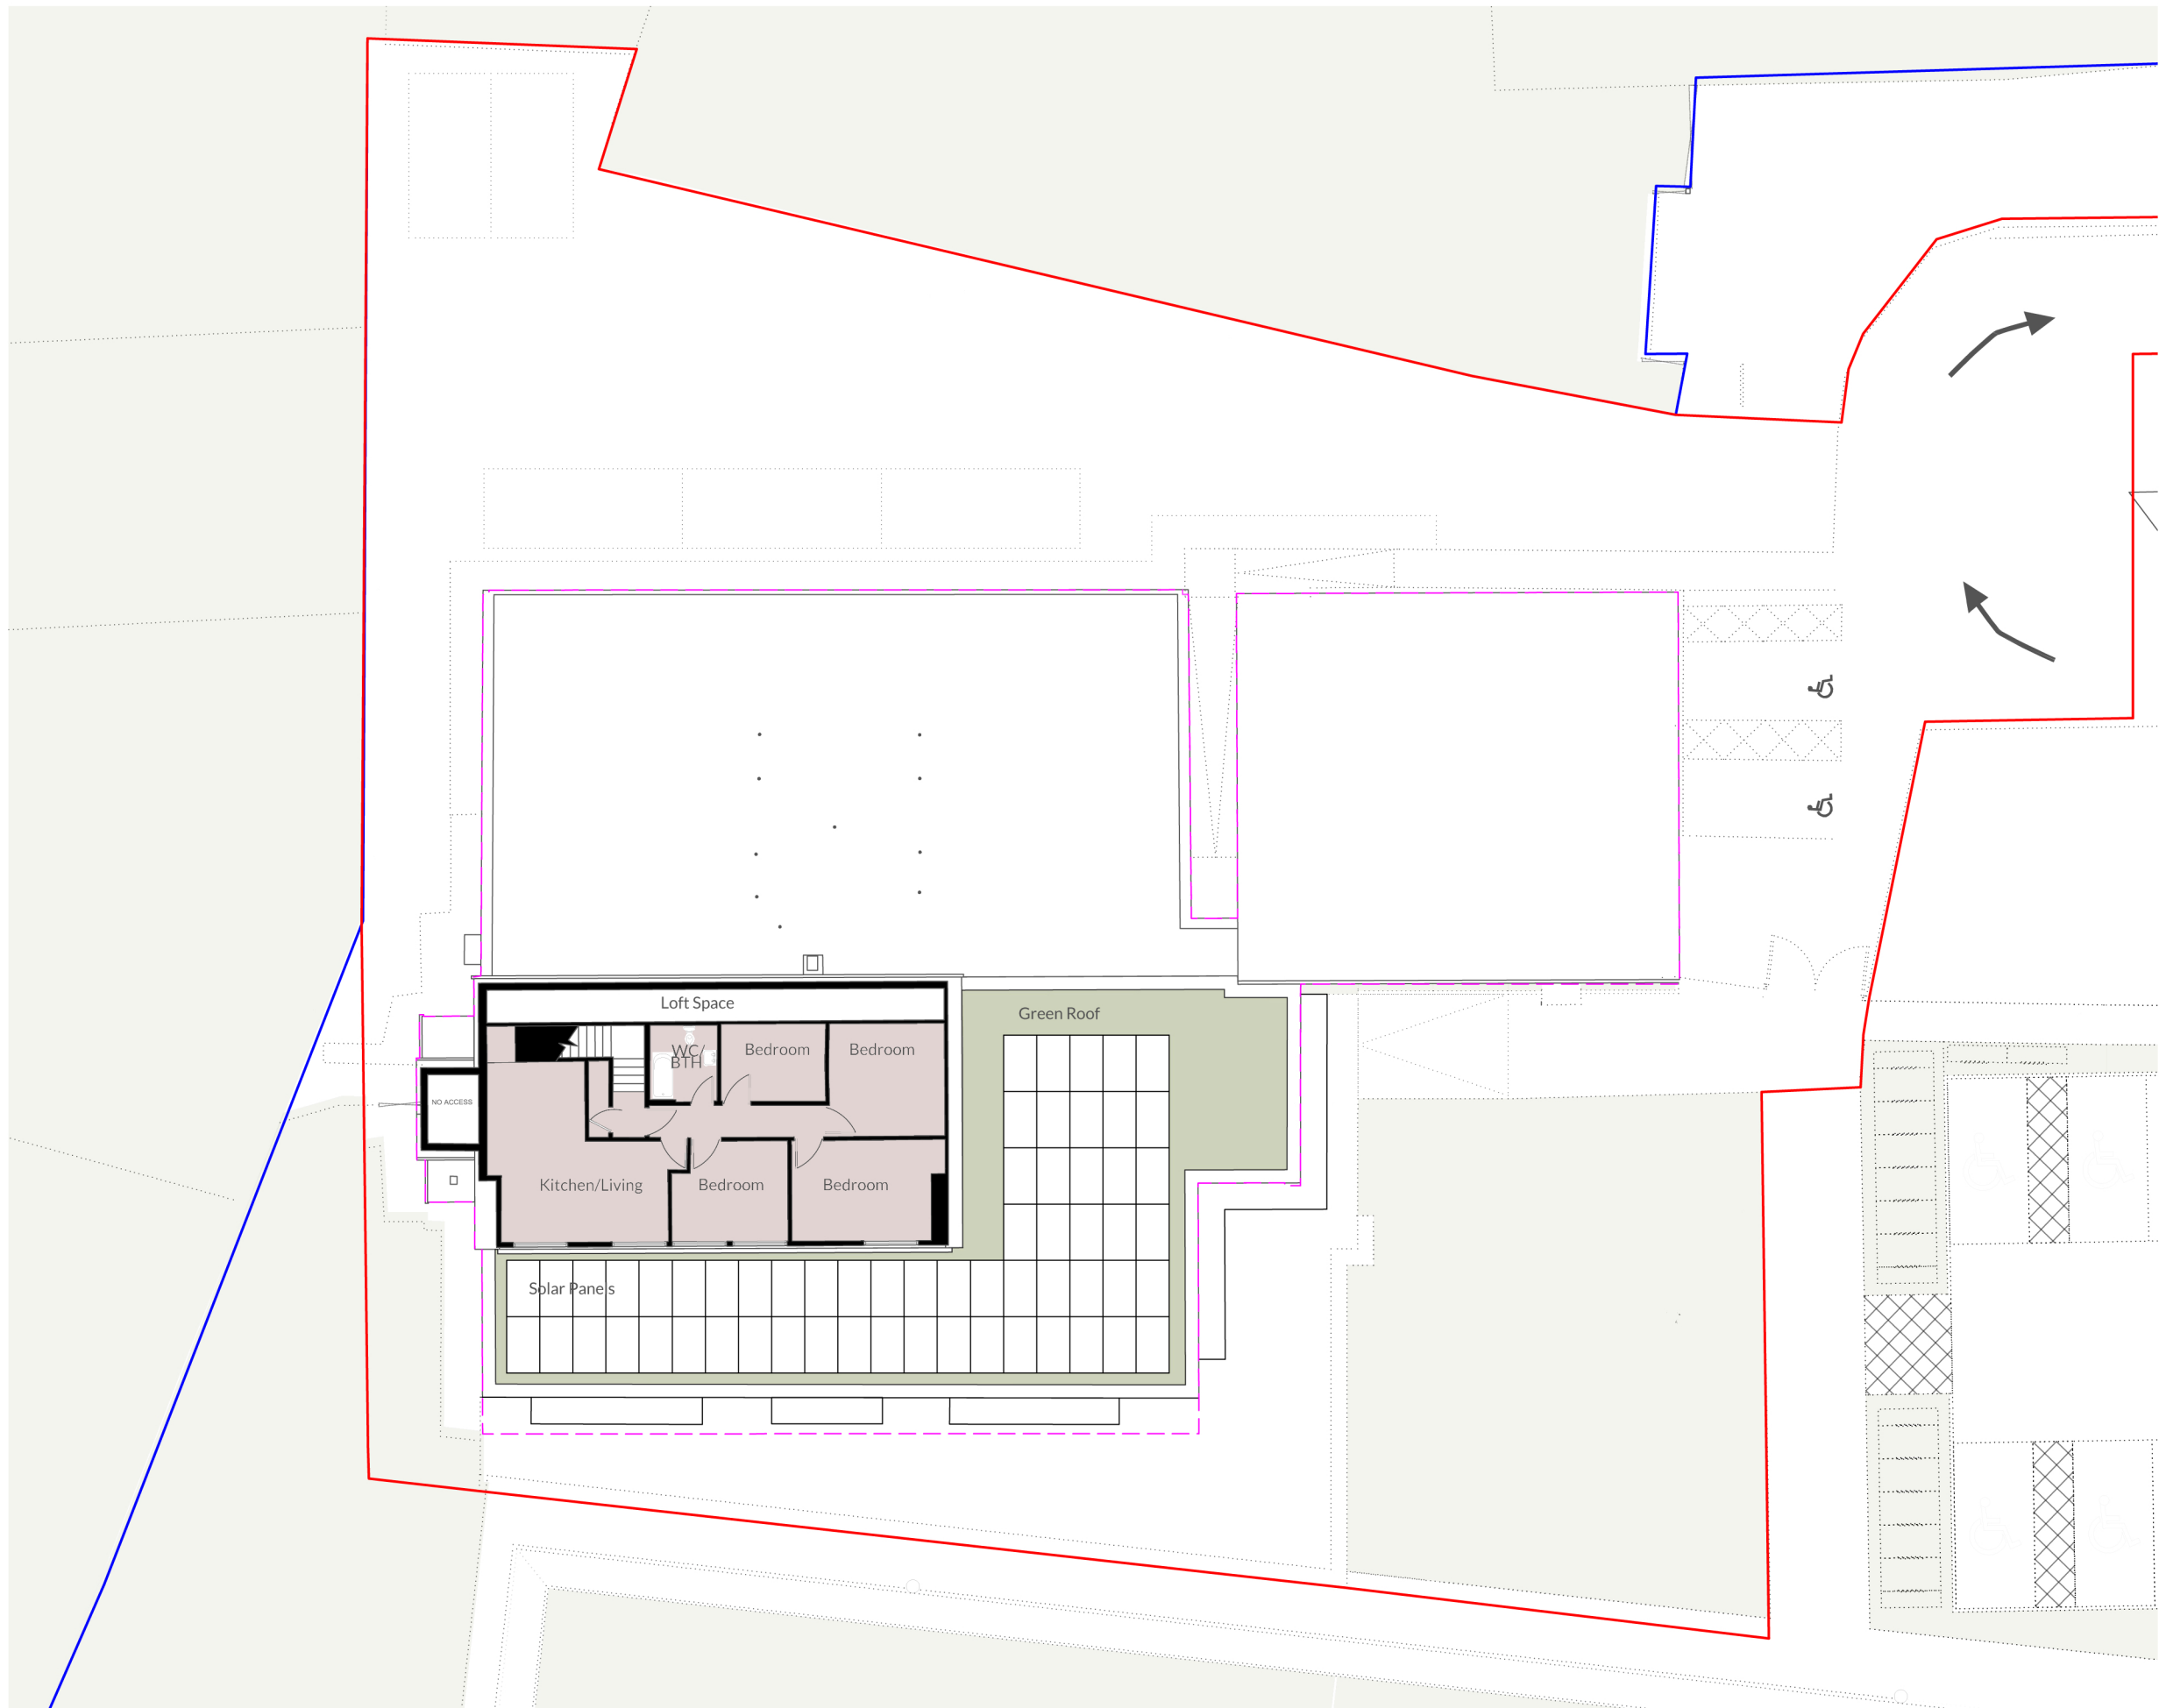 Loft Space
Green Roof
WC/
BTH
Bedroom
Bedroom
NO ACCESS
Kitchen/Living
Bedroom
Bedroom
Solar Panels